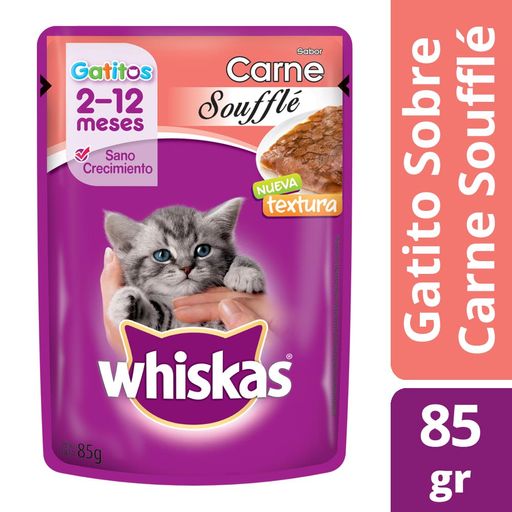 Gatitos
2-12
meses
Sano
Crecimiento
Sabor
Carne
Soufflé
NUEVA
textura
whiskas®
85g
Gatito Sobre
Carne Soufflé
85
gr